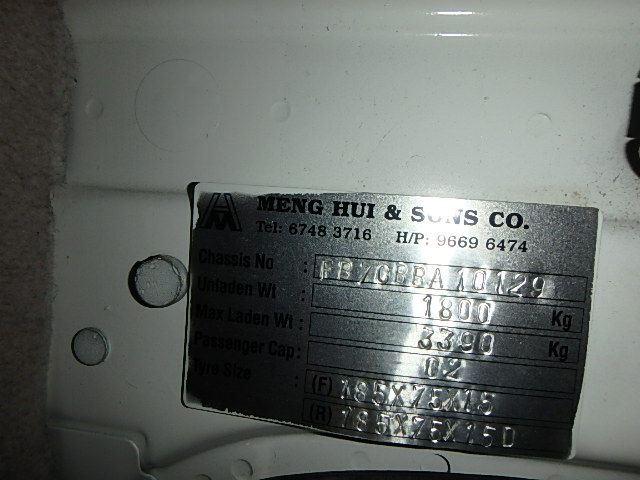 MENG HUI & SONS CO.
Tel: 6748 3716 H/P: 9669 6474
Chassis No :
Unladen Wt : 1800 Kg
Max Laden Wt : 3390 Kg
Passenger Cap: 02
Tyre Size : (F) 185X75X15
(R) 185X75X15D